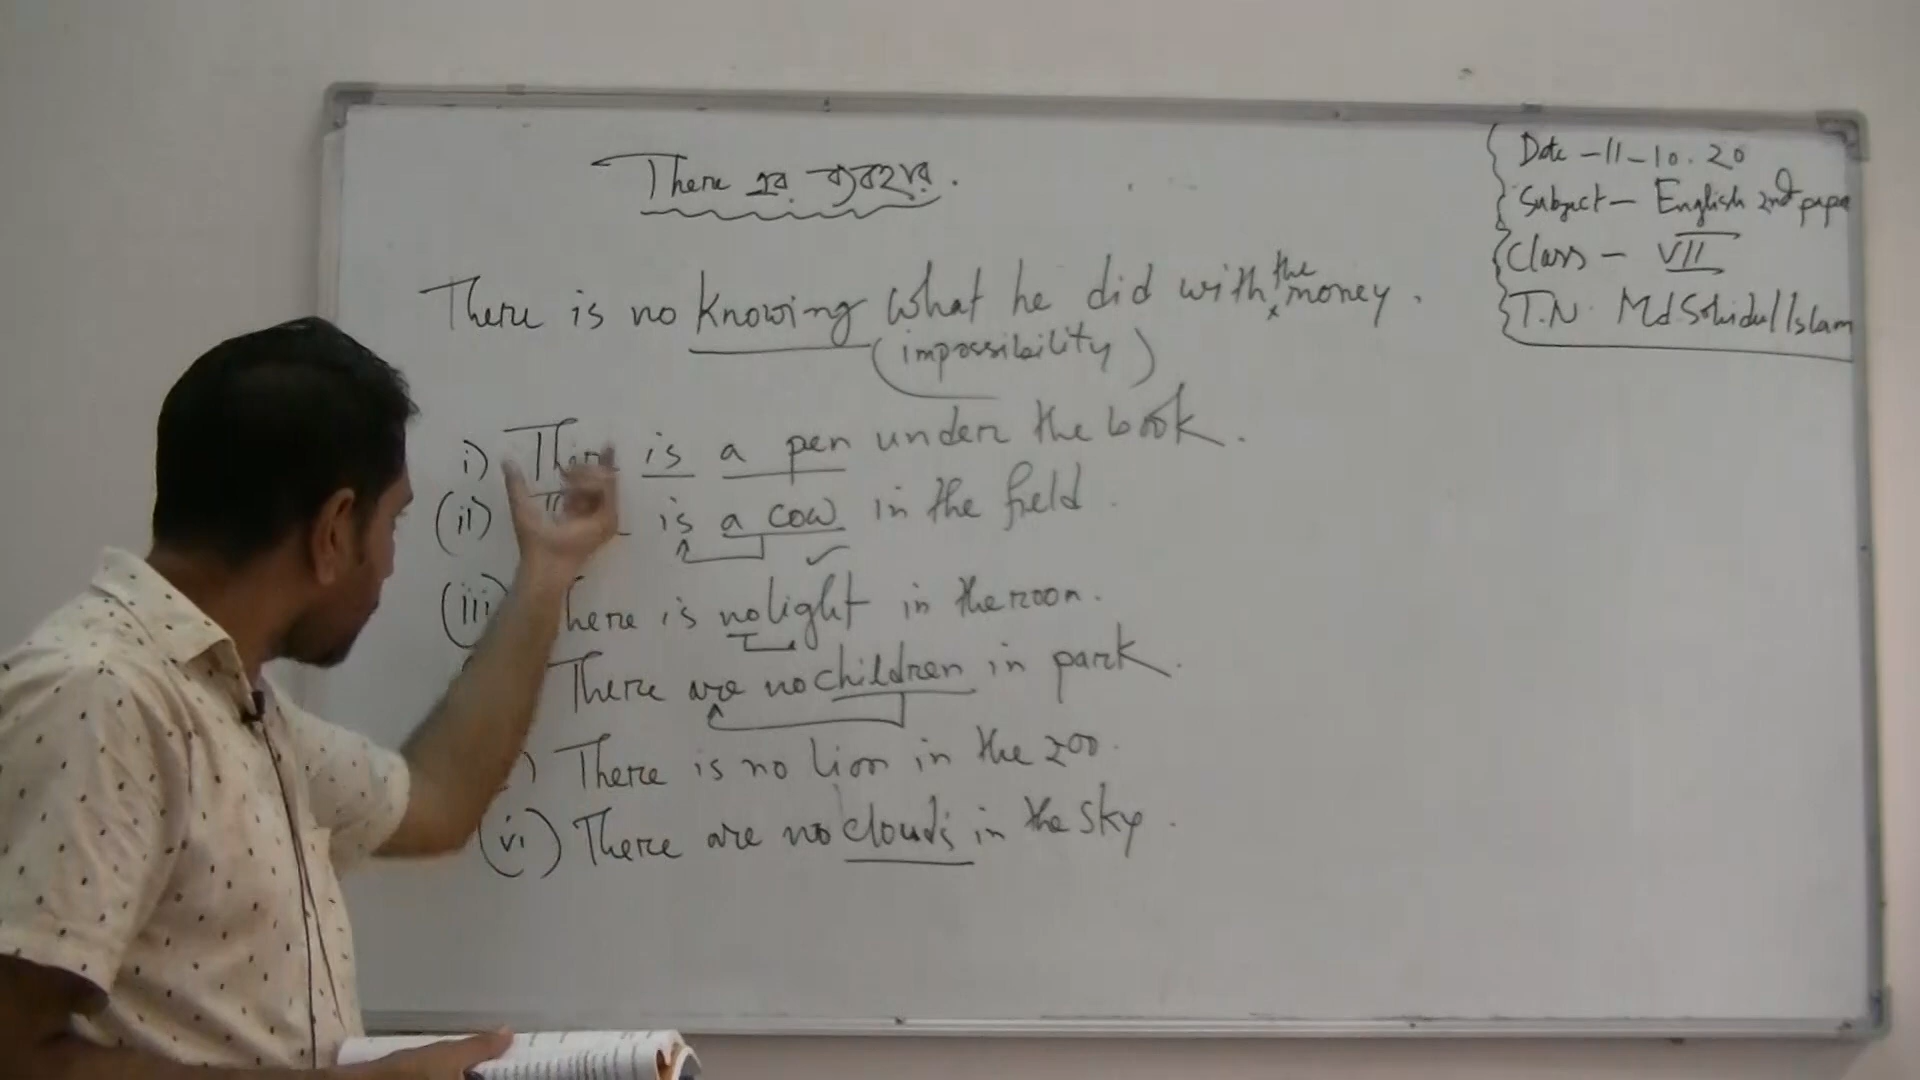 There এর ব্যবহার.
There is no knowing what he did with the money.
(impossibility)
i) There is a pen under the book.
(ii) is a cow in the field.
(iii) There is no light in the room.
There are no children in park.
) There is no lion in the zoo.
(vi) There are no clouds in the sky.
Date - 11 - 10. 20
Subject - English 2nd pape
Class - VII
T.N. Md Sohidul Islam